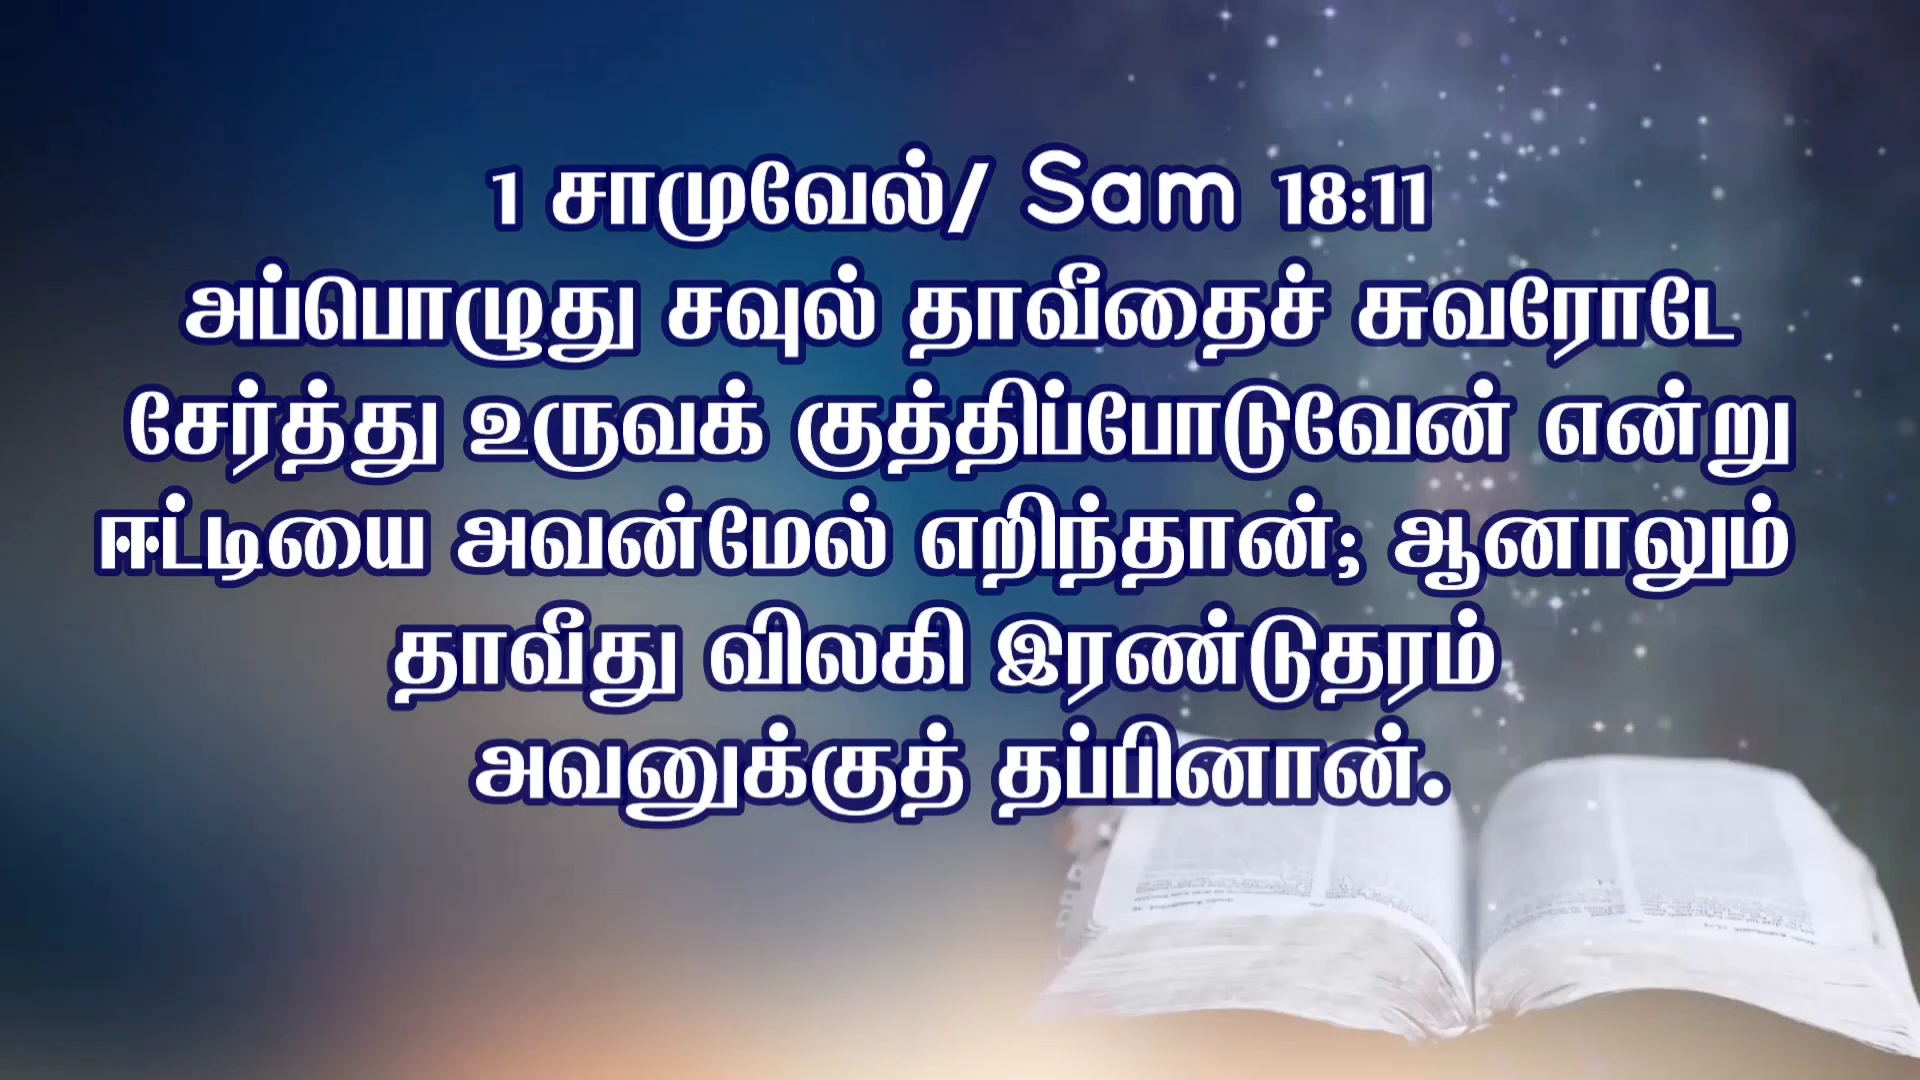 1 சாமுவேல்/ Sam 18:11
அப்பொழுது சவுல் தாவீதைச் சுவரோடே
சேர்த்து உருவக் குத்திப்போடுவேன் என்று
ஈட்டியை அவன்மேல் எறிந்தான்; ஆனாலும்
தாவீது விலகி இரண்டுதரம்
அவனுக்குத் தப்பினான்.